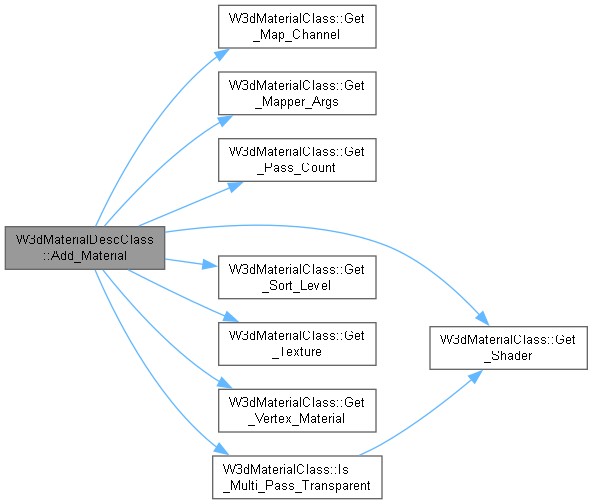 W3dMaterialClass::Get
_Map_Channel
W3dMaterialClass::Get
_Mapper_Args
W3dMaterialClass::Get
_Pass_Count
W3dMaterialDescClass
::Add_Material
W3dMaterialClass::Get
_Sort_Level
W3dMaterialClass::Get
_Texture
W3dMaterialClass::Get
_Shader
W3dMaterialClass::Get
_Vertex_Material
W3dMaterialClass::Is
_Multi_Pass_Transparent